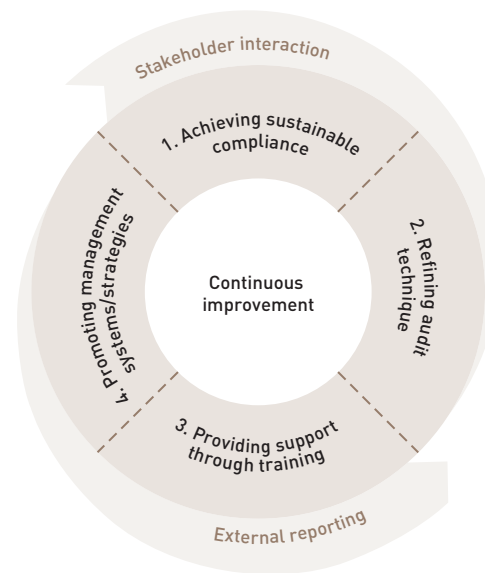 Stakeholder interaction
1. Achieving sustainable
compliance
2. Refining audit
technique
Continuous
improvement
3. Providing support
through training
4. Promoting management
systems/strategies
External reporting